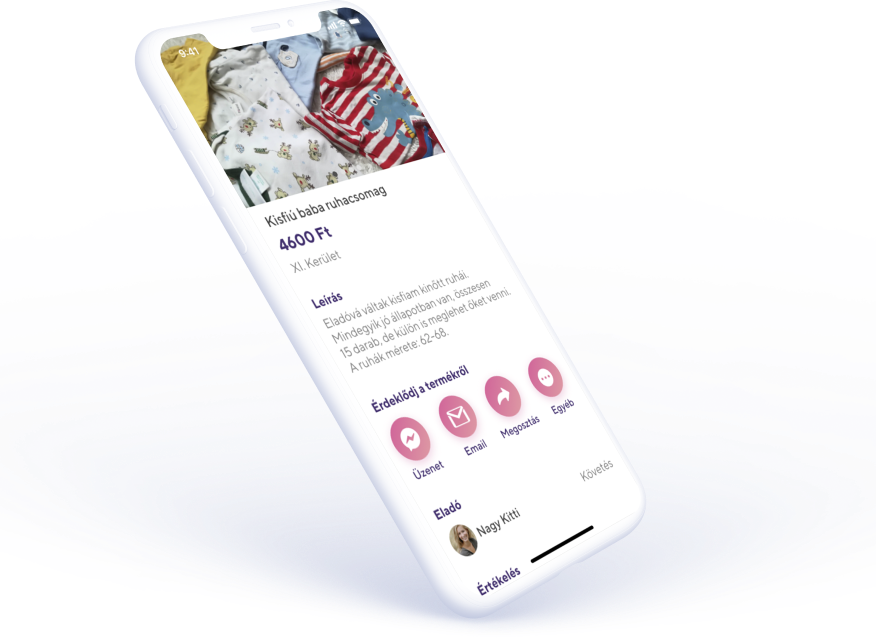 9:41
Kisfiú baba ruhacsomag
4600 Ft
XI. Kerület
Leírás
Eladóvá váltak kisfiam kinőtt ruhái.
Mindegyik jó állapotban van, összesen
15 darab, de külön is meglehet őket venni.
A ruhák mérete: 62-68.
Érdeklődj a termékről
Üzenet
Email
Megosztás
Egyéb
Eladó
Nagy Kitti
Követés
Értékelés